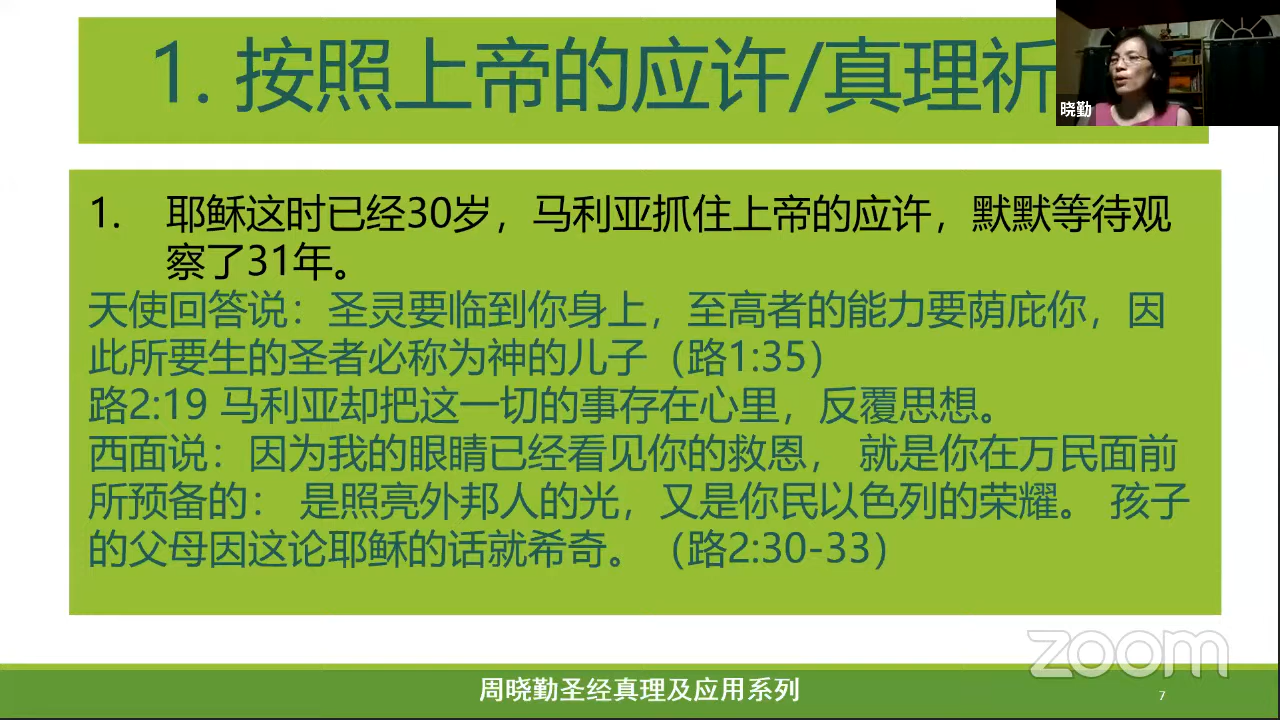 1. 按照上帝的应许/真理祈
晓勤
1. 耶稣这时已经30岁，马利亚抓住上帝的应许，默默等待观
察了31年。
天使回答说：圣灵要临到你身上，至高者的能力要荫庇你，因
此所要生的圣者必称为神的儿子（路1:35）
路2:19 马利亚却把这一切的事存在心里，反覆思想。
西面说：因为我的眼睛已经看见你的救恩， 就是你在万民面前
所预备的： 是照亮外邦人的光，又是你民以色列的荣耀。 孩子
的父母因这论耶稣的话就希奇。（路2:30-33）
zoom
周晓勤圣经真理及应用系列
7